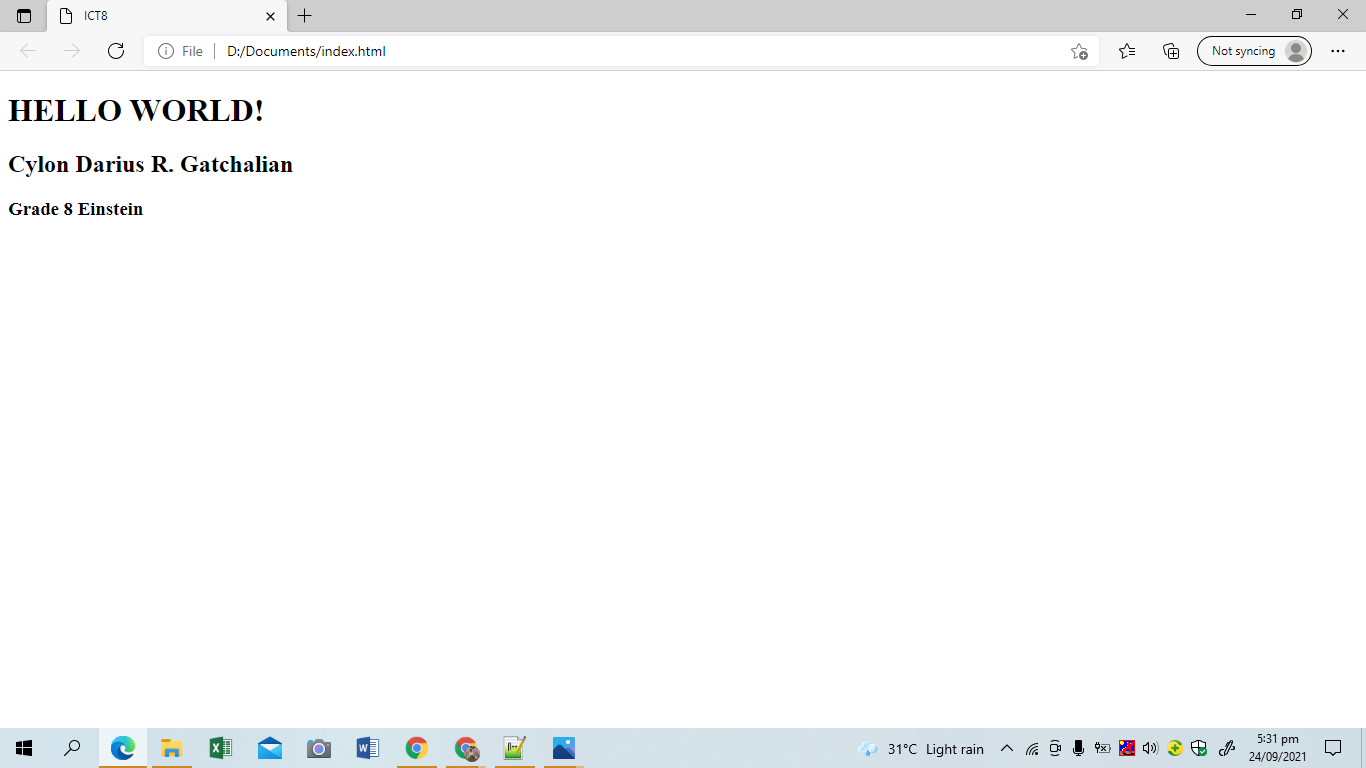 ICT8
File D:/Documents/index.html Not syncing
HELLO WORLD!
Cylon Darius R. Gatchalian
Grade 8 Einstein
31°C Light rain
5:31 pm
24/09/2021